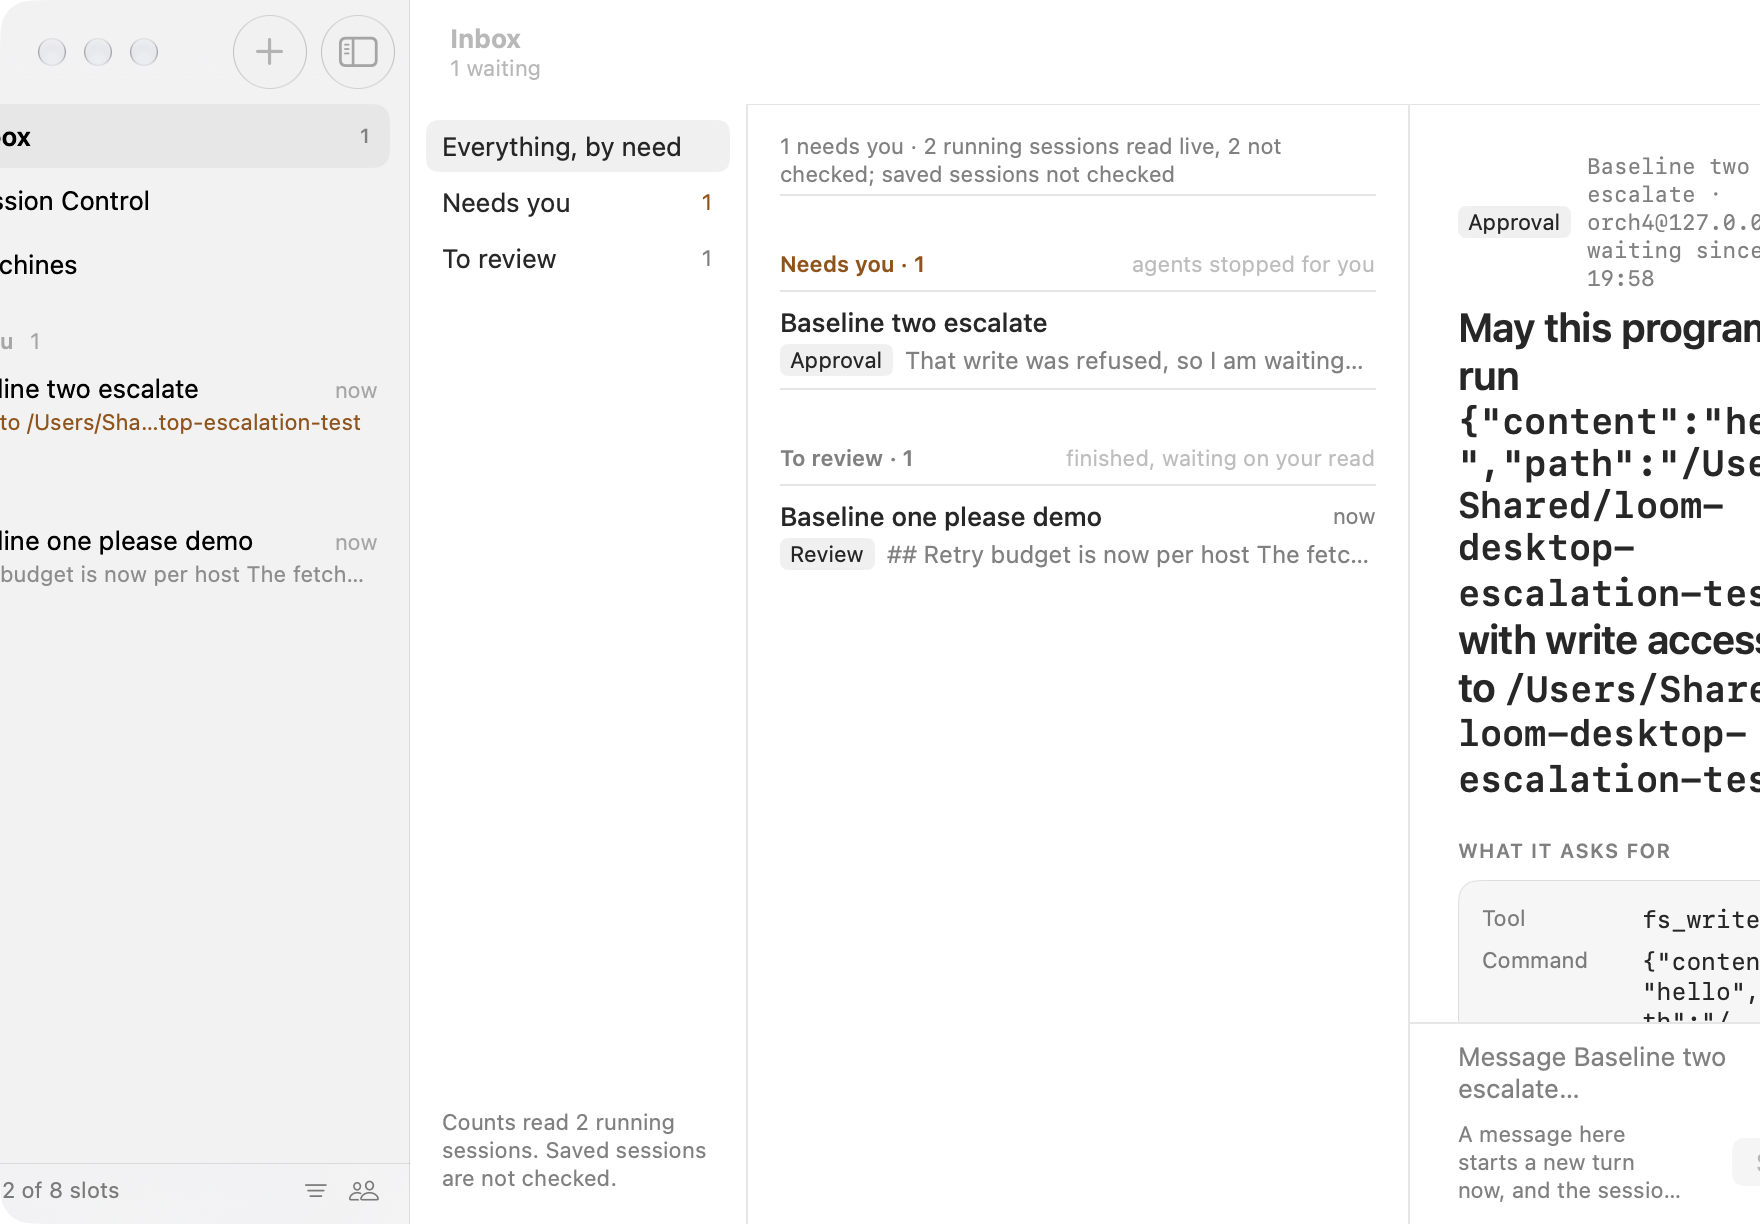 Inbox
1 waiting
ox 1
ssion Control
chines
u 1
line two escalate now
to /Users/Sha...top-escalation-test
line one please demo now
budget is now per host The fetch...
2 of 8 slots
Everything, by need
Needs you 1
To review 1
Counts read 2 running
sessions. Saved sessions
are not checked.
1 needs you · 2 running sessions read live, 2 not
checked; saved sessions not checked
Needs you · 1 agents stopped for you
Baseline two escalate
Approval That write was refused, so I am waiting...
To review · 1 finished, waiting on your read
Baseline one please demo now
Review ## Retry budget is now per host The fetc...
Approval
Baseline two
escalate ·
orch4@127.0.0
waiting since
19:58
May this program
run
{"content":"he
","path":"/Use
Shared/loom-
desktop-
escalation-tes
with write access
to /Users/Share
loom-desktop-
escalation-tes
WHAT IT ASKS FOR
Tool fs_write
Command {"conten
"hello",
th":"/
Message Baseline two
escalate...
A message here
starts a new turn
now, and the sessio...